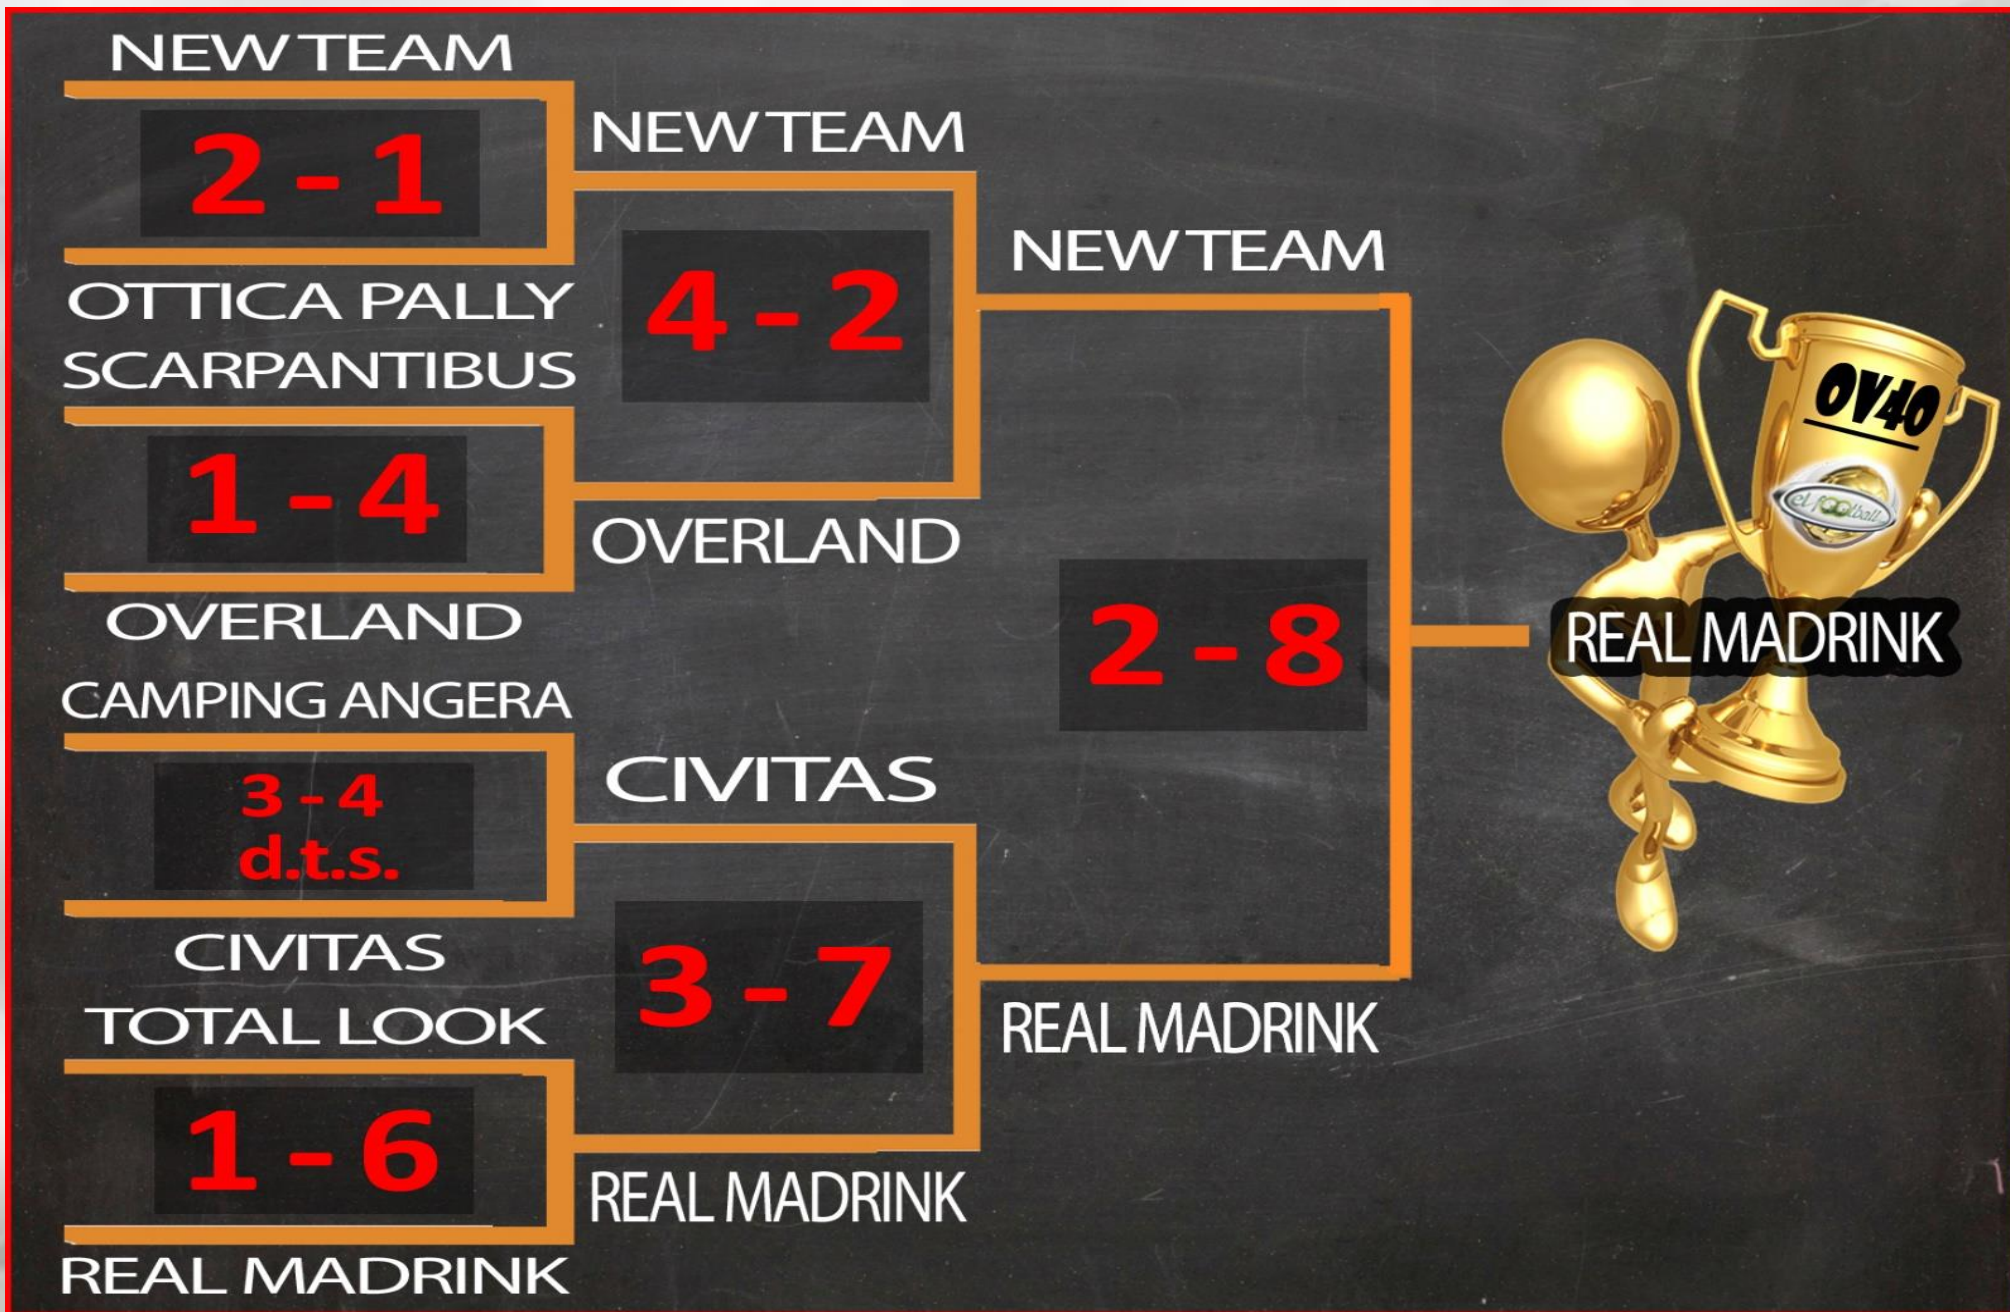 NEW TEAM
2 - 1
OTTICA PALLY
SCARPANTIBUS
1 - 4
OVERLAND
CAMPING ANGERA
3 - 4
d.t.s.
CIVITAS
TOTAL LOOK
1 - 6
REAL MADRINK
NEW TEAM
4 - 2
OVERLAND
CIVITAS
3 - 7
REAL MADRINK
NEW TEAM
2 - 8
REAL MADRINK
OV40
el football
REAL MADRINK